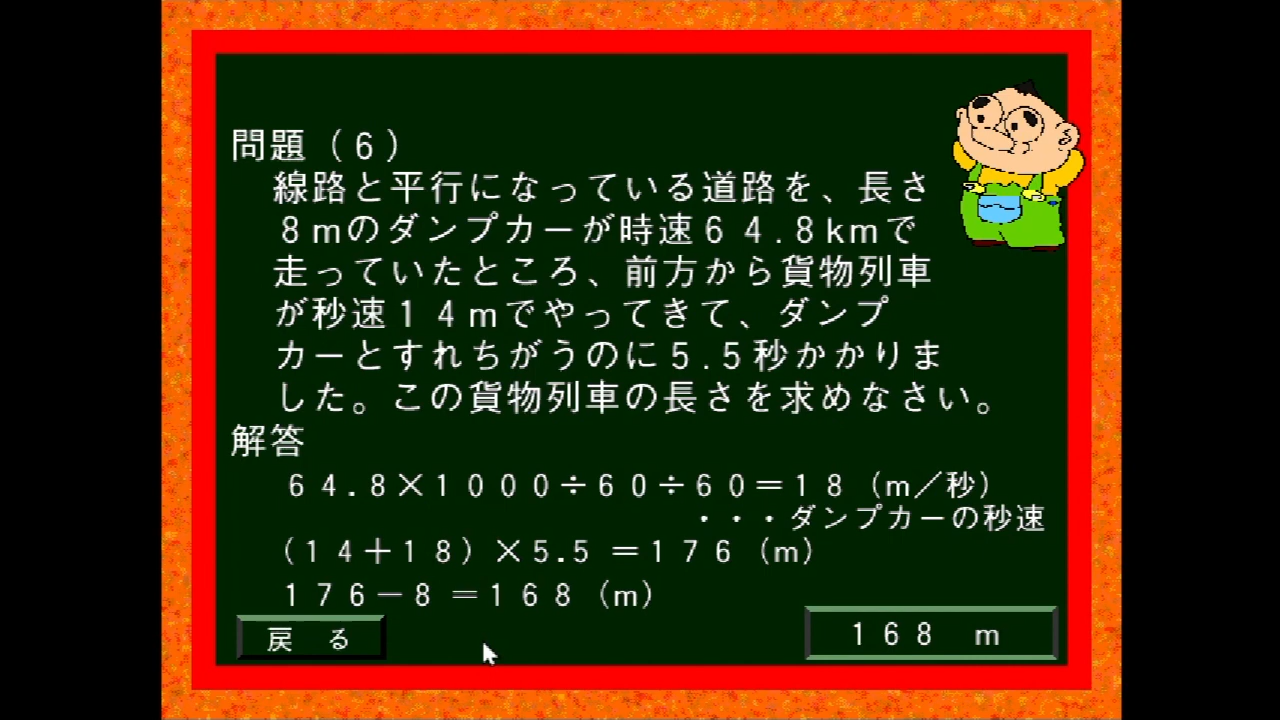 問題（６）
線路と平行になっている道路を、長さ
８ｍのダンプカーが時速６４.８ｋｍで
走っていたところ、前方から貨物列車
が秒速１４ｍでやってきて、ダンプ
カーとすれちがうのに５.５秒かかりま
した。この貨物列車の長さを求めなさい。
解答
６４.８×１０００÷６０÷６０＝１８（ｍ／秒）
・・・ダンプカーの秒速
（１４＋１８）×５.５＝１７６（ｍ）
１７６－８＝１６８（ｍ）
戻　る
１６８　ｍ